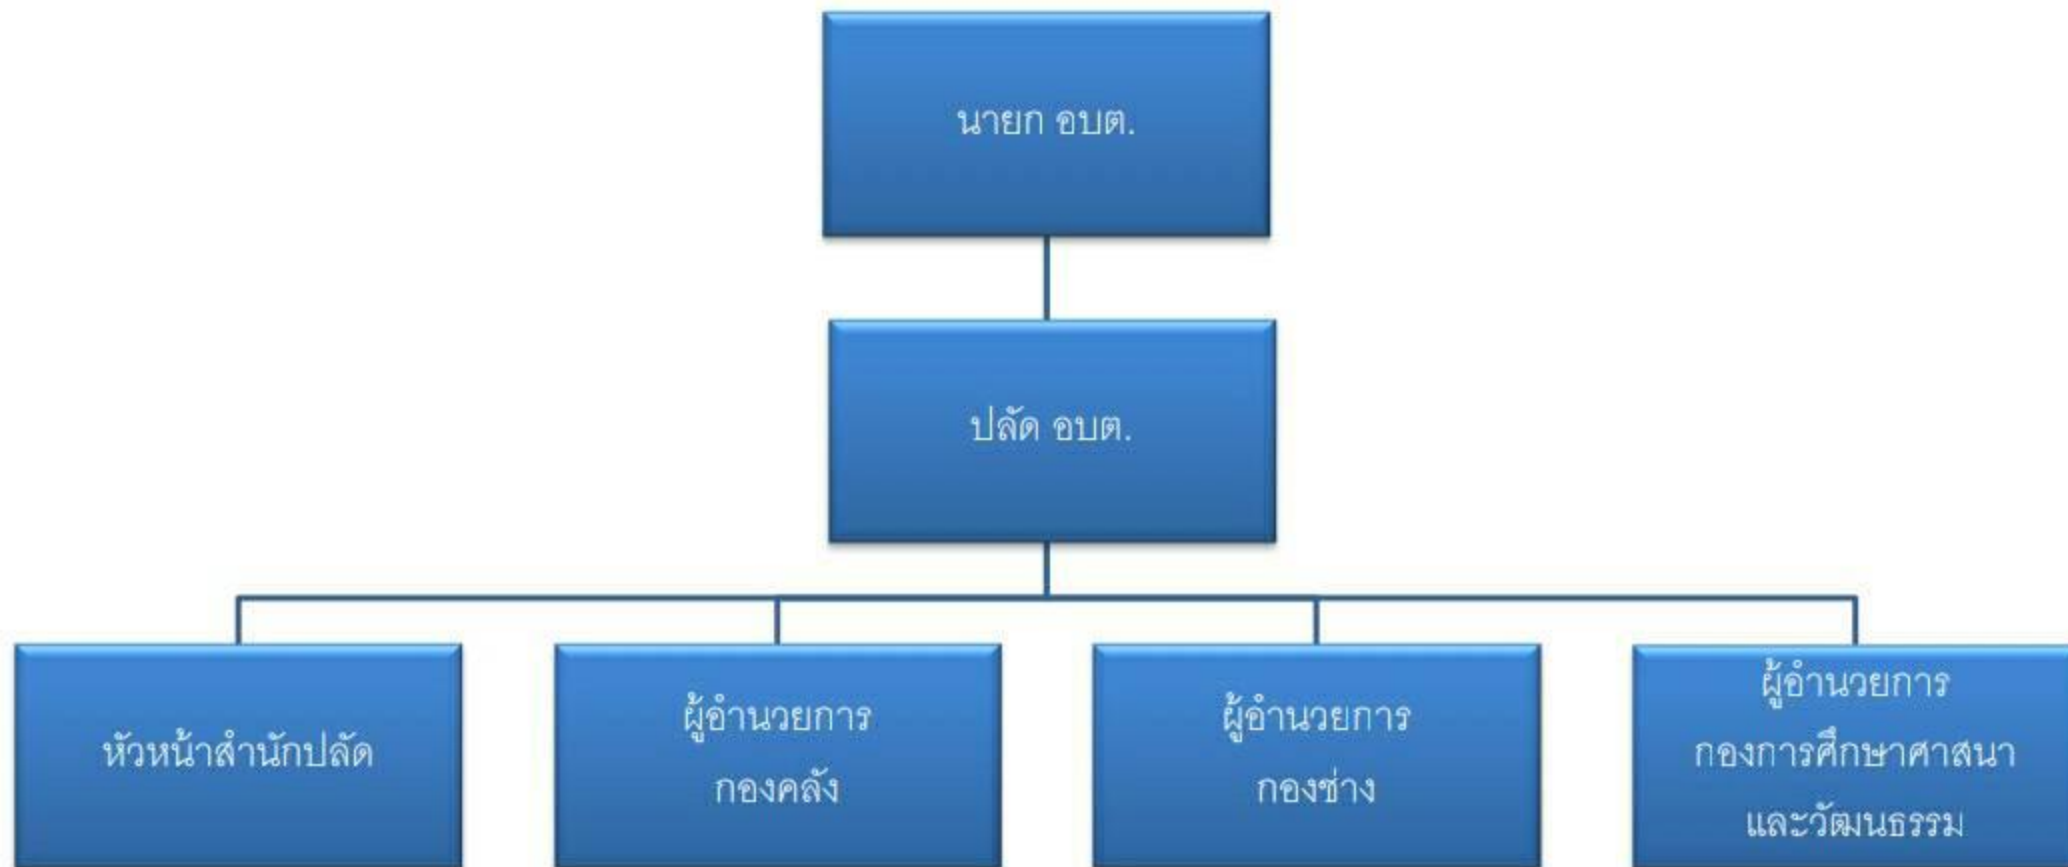 นายก อบต.
ปลัด อบต.
หัวหน้าสำนักปลัด
ผู้อำนวยการ
กองคลัง
ผู้อำนวยการ
กองช่าง
ผู้อำนวยการ
กองการศึกษาศาสนา
และวัฒนธรรม